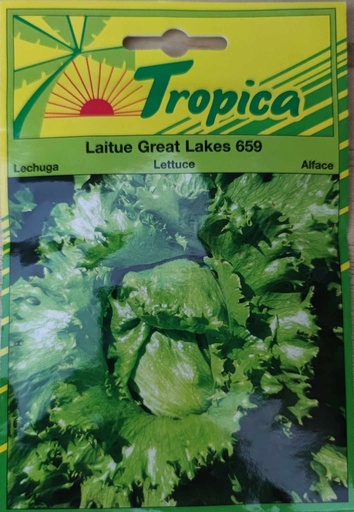 Tropica
Laitue Great Lakes 659
Lechuga Lettuce Alface